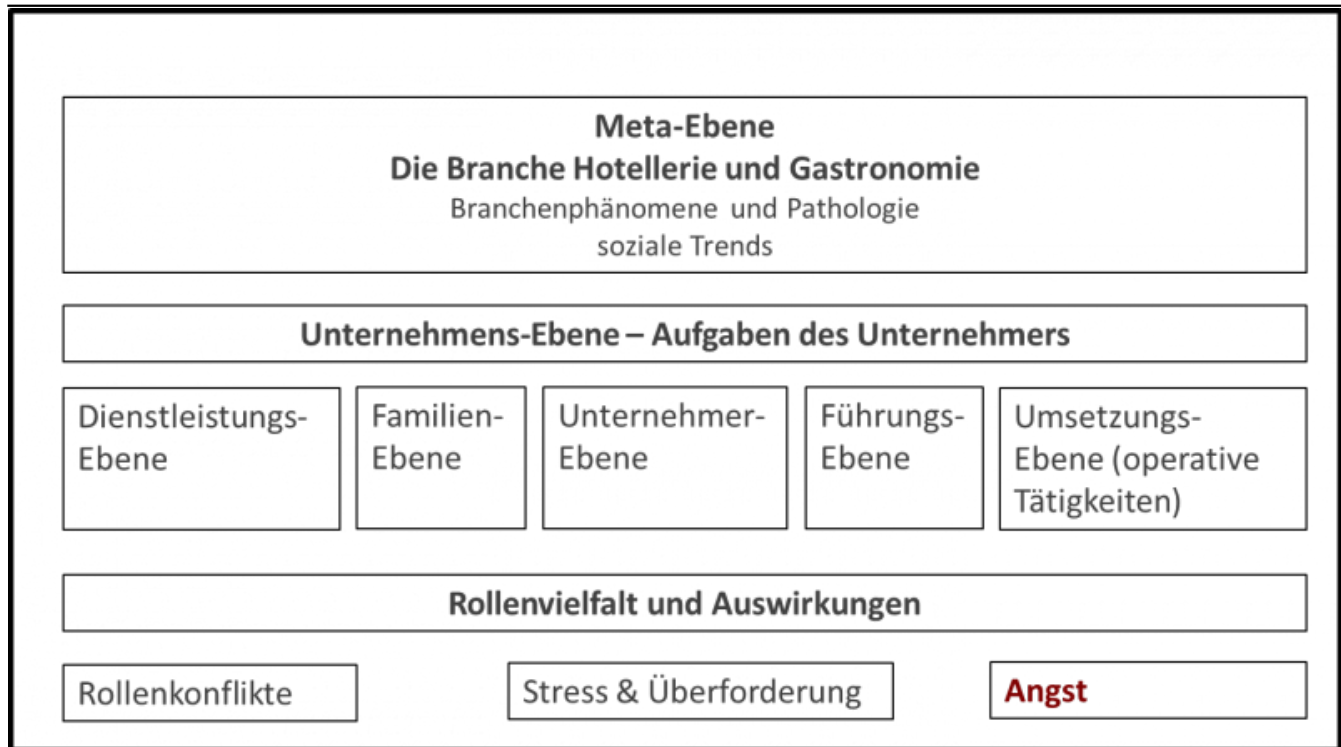 Meta-Ebene
Die Branche Hotellerie und Gastronomie
Branchenphänomene und Pathologie
soziale Trends
Unternehmens-Ebene – Aufgaben des Unternehmers
Dienstleistungs-
Ebene
Familien-
Ebene
Unternehmer-
Ebene
Führungs-
Ebene
Umsetzungs-
Ebene (operative
Tätigkeiten)
Rollenvielfalt und Auswirkungen
Rollenkonflikte
Stress & Überforderung
Angst